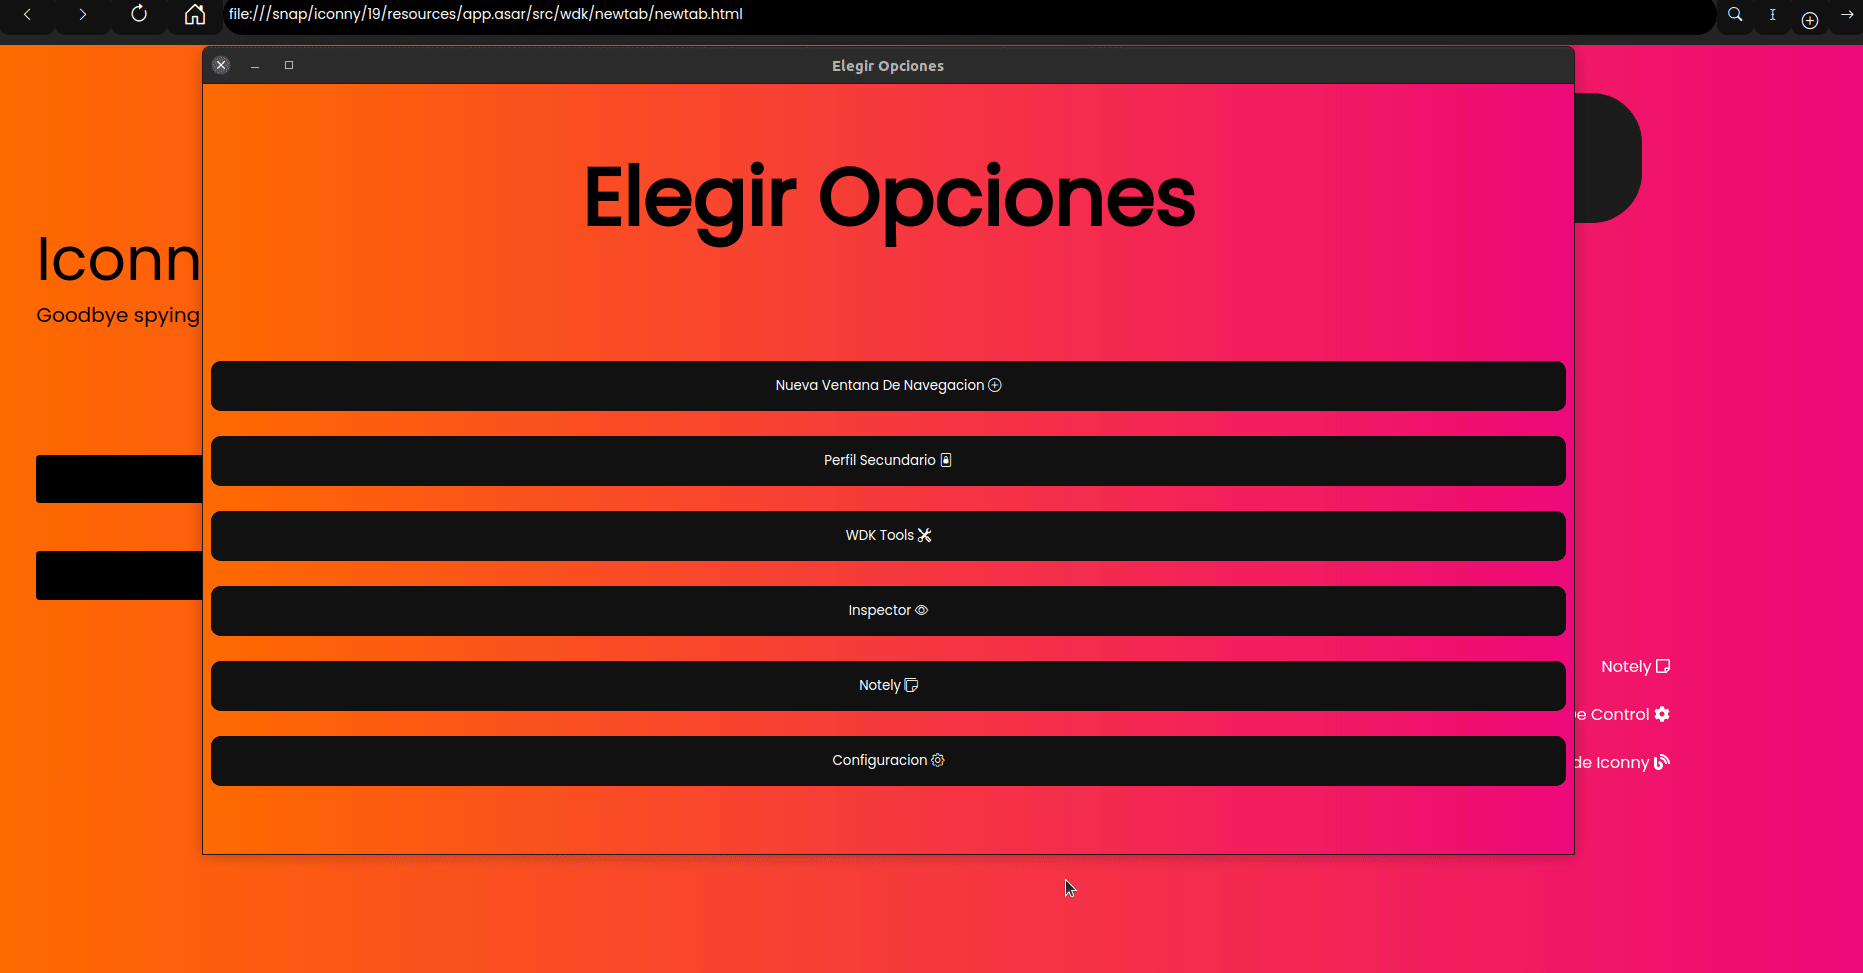 file:///snap/iconny/19/resources/app.asar/src/wdk/newtab/newtab.html
Elegir Opciones
Elegir Opciones
Iconn
Goodbye spying
Nueva Ventana De Navegacion
Perfil Secundario
WDK Tools
Inspector
Notely
Configuracion
Notely
e Control
de Iconny